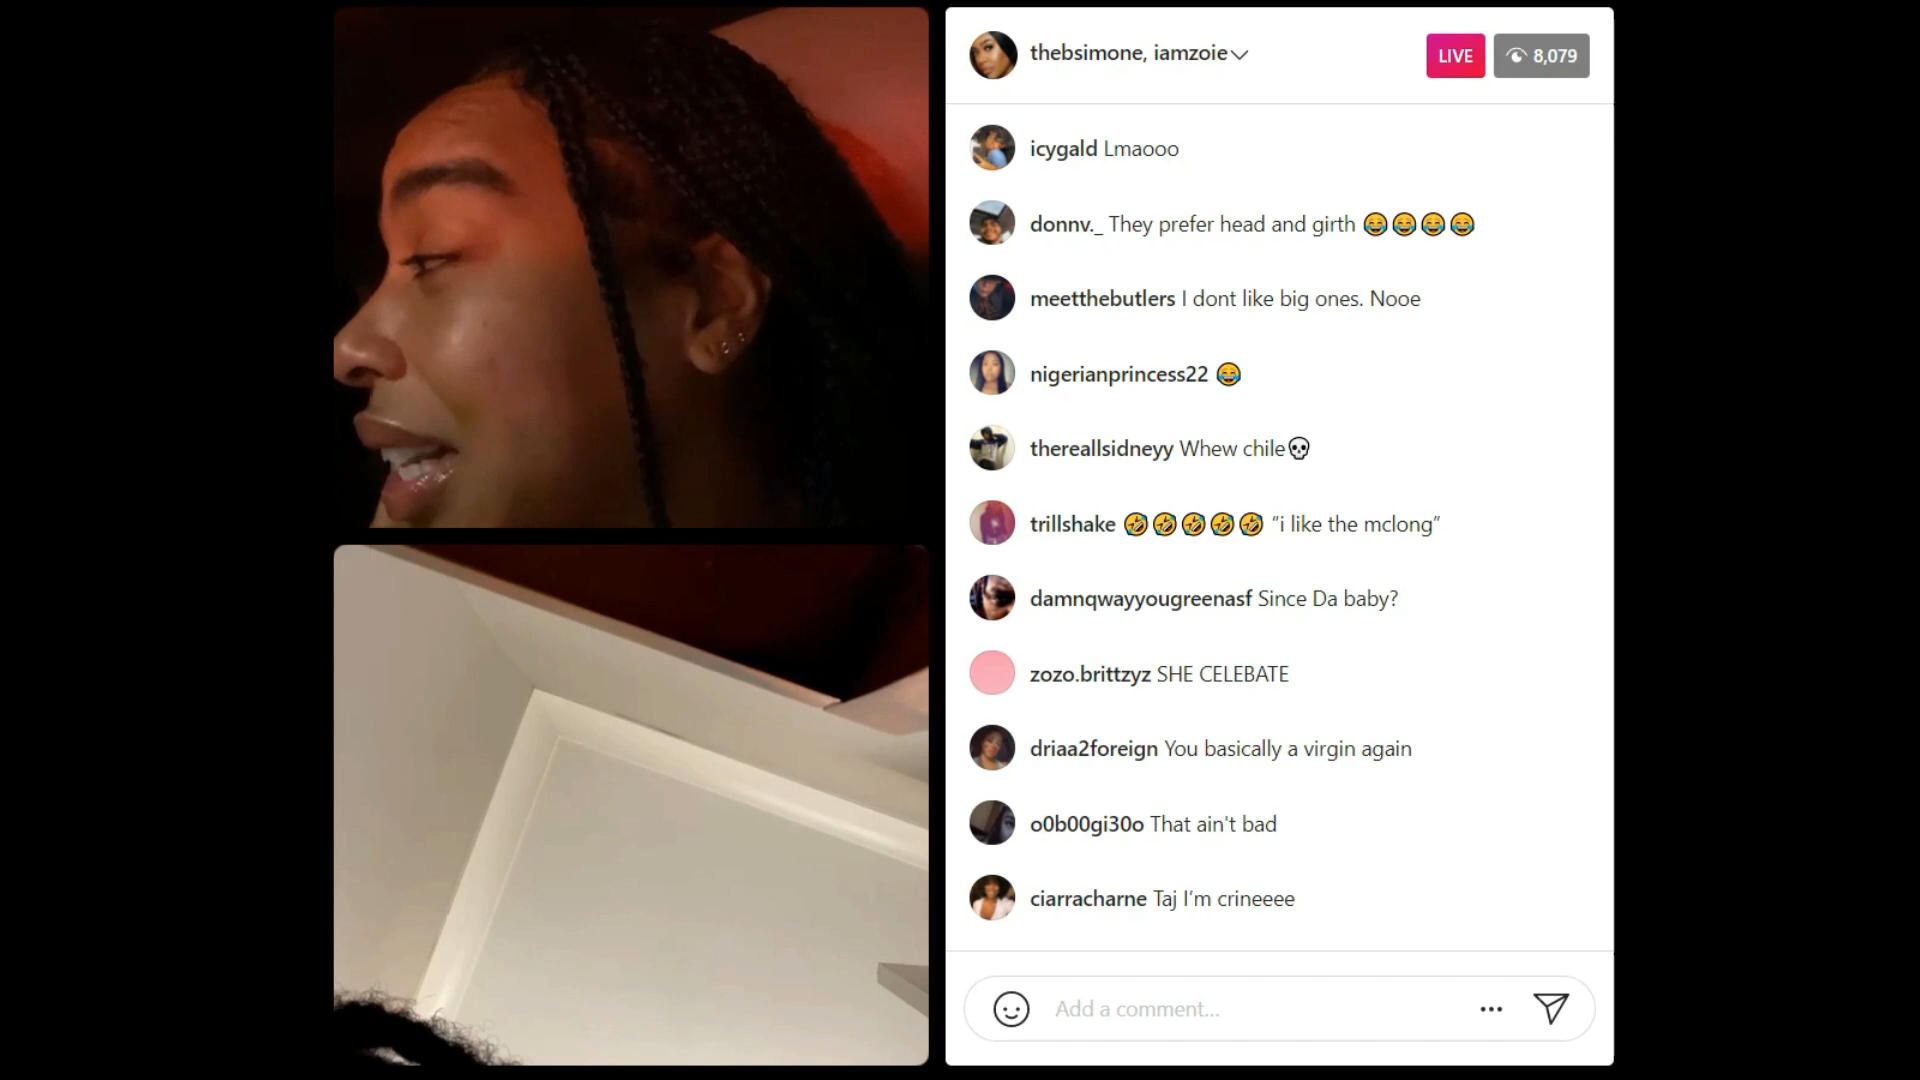 thebsimone, iamzoie
LIVE
8,079
icygald Lmaooo
donnv._ They prefer head and girth 😂😂😂😂
meetthebutlers I dont like big ones. Nooe
nigerianprincess22 😂
thereallsidneyy Whew chile💀
trillshake 🤣🤣🤣🤣🤣 “i like the mclong”
damnqwayyougreenasf Since Da baby?
zozo.brittzyz SHE CELEBATE
driaa2foreign You basically a virgin again
o0b00gi30o That ain't bad
ciarracharne Taj I’m crineeee
Add a comment...